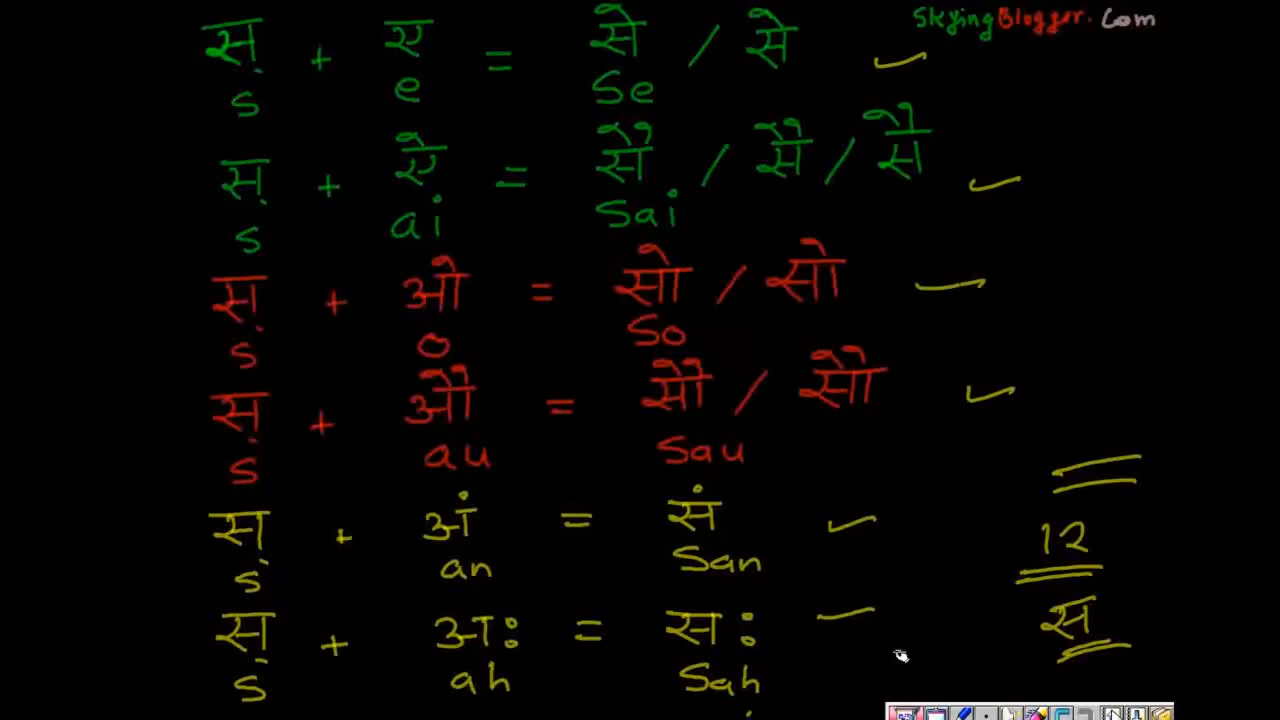 SkyingBlogger.Com
स् + ए = से / से
s e Se
स् + ऐ = सै / सै / सै
s ai Sai
स् + ओ = सो / सो
s o So
स् + औ = सौ / सौ
s au Sau
स् + अं = सं
s an San
12
स् + अः = सः
s ah Sah
स